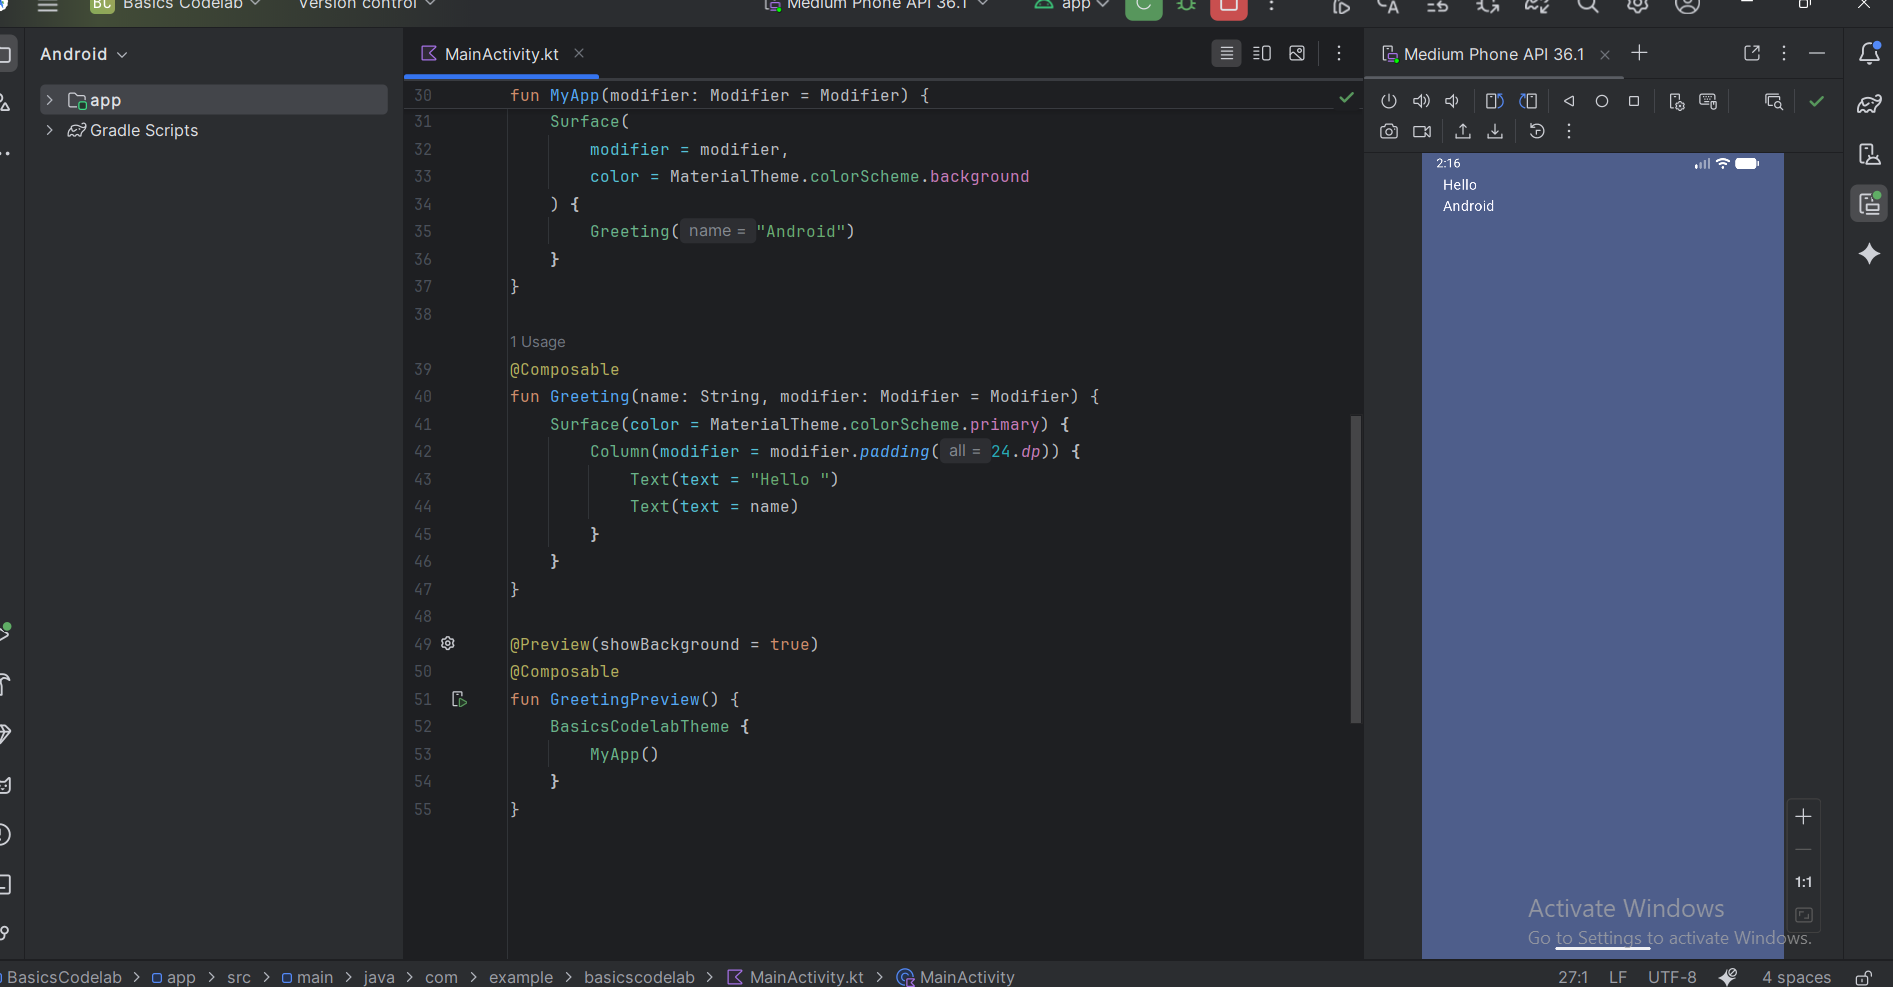 BC Basics Codelab Version control Medium Phone API 36.1 app
Android
app
Gradle Scripts
MainActivity.kt
30 fun MyApp(modifier: Modifier = Modifier) {
31 Surface(
32 modifier = modifier,
33 color = MaterialTheme.colorScheme.background
34 ) {
35 Greeting( name = "Android")
36 }
37 }
38
1 Usage
39 @Composable
40 fun Greeting(name: String, modifier: Modifier = Modifier) {
41 Surface(color = MaterialTheme.colorScheme.primary) {
42 Column(modifier = modifier.padding( all = 24.dp)) {
43 Text(text = "Hello ")
44 Text(text = name)
45 }
46 }
47 }
48
49 @Preview(showBackground = true)
50 @Composable
51 fun GreetingPreview() {
52 BasicsCodelabTheme {
53 MyApp()
54 }
55 }
Medium Phone API 36.1
2:16
Hello
Android
1:1
Activate Windows
Go to Settings to activate Windows.
BasicsCodelab > app > src > main > java > com > example > basicscodelab > MainActivity.kt > MainActivity
27:1 LF UTF-8 4 spaces